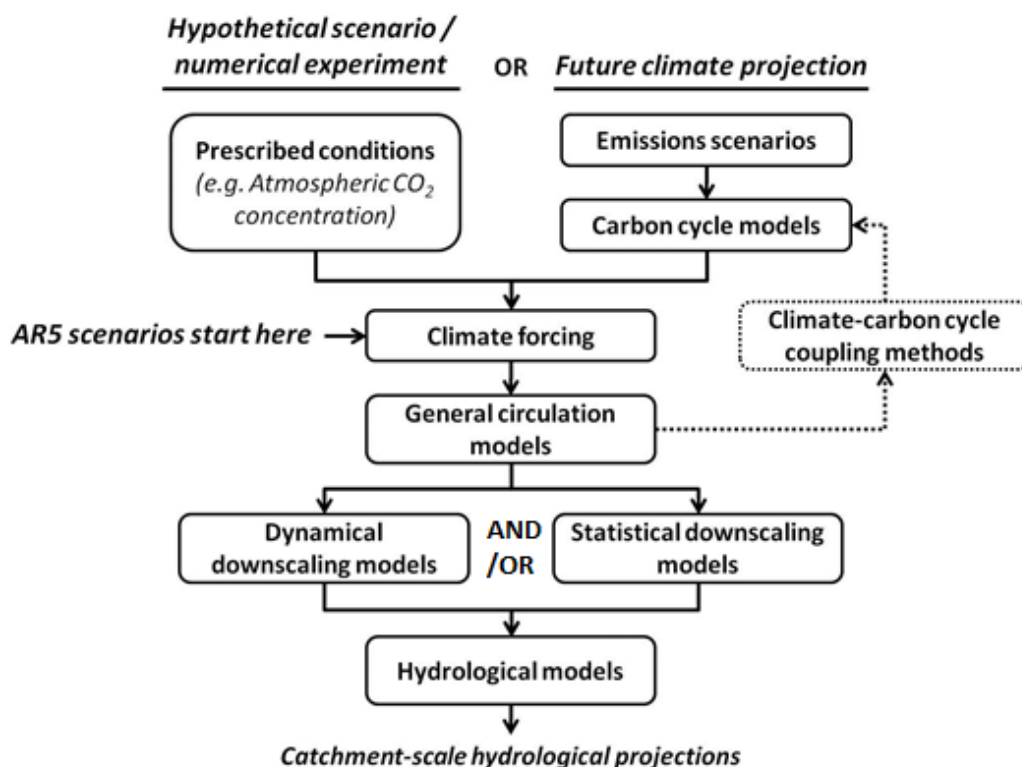 Hypothetical scenario /
numerical experiment
OR
Future climate projection
Prescribed conditions
(e.g. Atmospheric CO₂
concentration)
Emissions scenarios
Carbon cycle models
AR5 scenarios start here
Climate forcing
Climate-carbon cycle
coupling methods
General circulation
models
Dynamical
downscaling models
AND
/OR
Statistical downscaling
models
Hydrological models
Catchment-scale hydrological projections